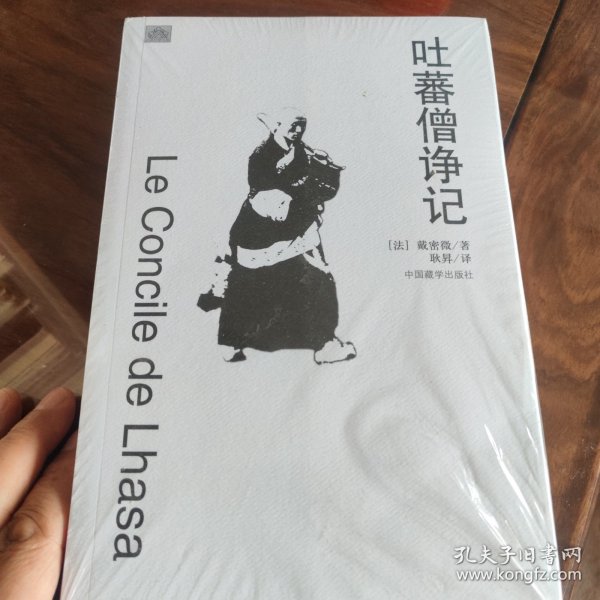 吐蕃僧诤记
[法] 戴密微/著
耿昇/译
中国藏学出版社
Le Concile de Lhasa
孔夫子旧书网
www.kongfz.com